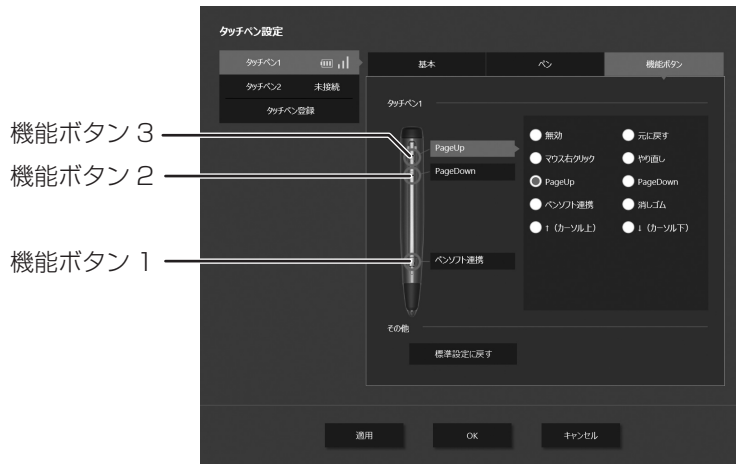 タッチペン設定
タッチペン1
タッチペン2 未接続
タッチペン登録
基本 ペン 機能ボタン
タッチペン1
機能ボタン 3
機能ボタン 2
機能ボタン 1
PageUp
PageDown
ペンソフト連携
無効 元に戻す
マウス右クリック やり直し
PageUp PageDown
ペンソフト連携 消しゴム
↑（カーソル上） ↓（カーソル下）
その他
標準設定に戻す
適用 OK キャンセル